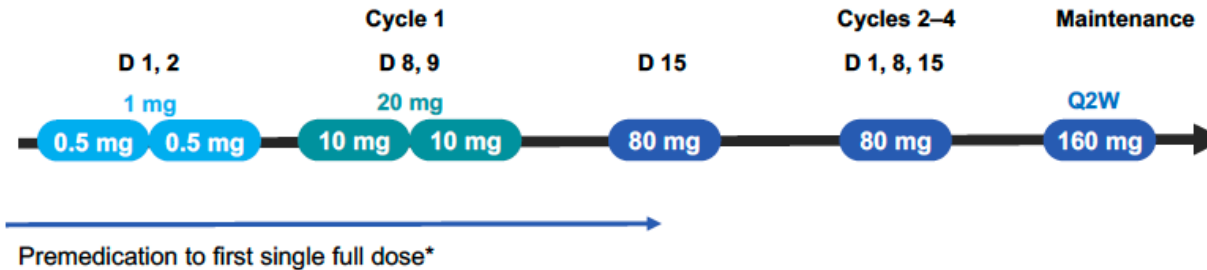 Cycle 1 Cycles 2–4 Maintenance
D 1, 2 D 8, 9 D 15 D 1, 8, 15
1 mg 20 mg Q2W
0.5 mg 0.5 mg 10 mg 10 mg 80 mg 80 mg 160 mg
Premedication to first single full dose*